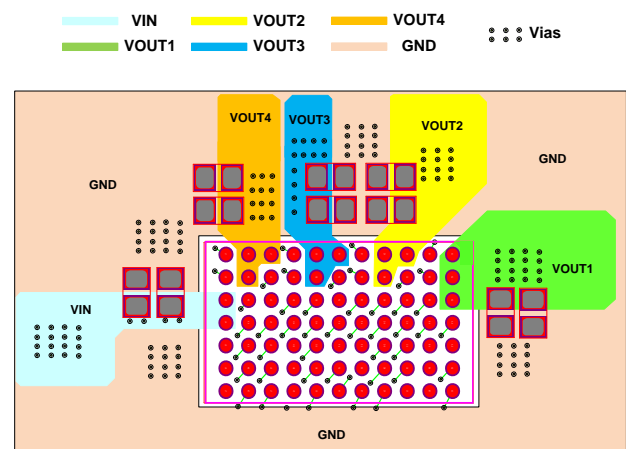 VIN VOUT2 VOUT4
VOUT1 VOUT3 GND Vias
VOUT4
VOUT3
VOUT2
GND
GND
VOUT1
VIN
GND